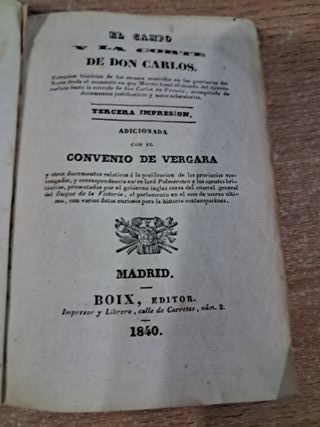 EL CAMPO
Y LA CORTE
DE DON CARLOS.
Narracion histórica de los sucesos acaecidos en las provincias del
Norte desde el momento en que Maroto tomó el mando del ejército
carlista hasta la entrada de don Carlos en Francia, acompañada de
documentos justificativos y notas aclaratorias.
TERCERA IMPRESION,
ADICIONADA
CON EL
CONVENIO DE VERGARA
y otros documentos relativos á la pacificacion de las provincias vas-
congadas, y correspondencia entre lord Palmerston y los agentes bri-
tánicos, presentados por el gobierno ingles cerca del cuartel general
del Duque de la Victoria, al parlamento en el mes de enero últi-
mo, con varios datos curiosos para la historia contemporánea.
MADRID.
BOIX, EDITOR.
Impresor y Librero, calle de Carretas, núm. 8.
1840.